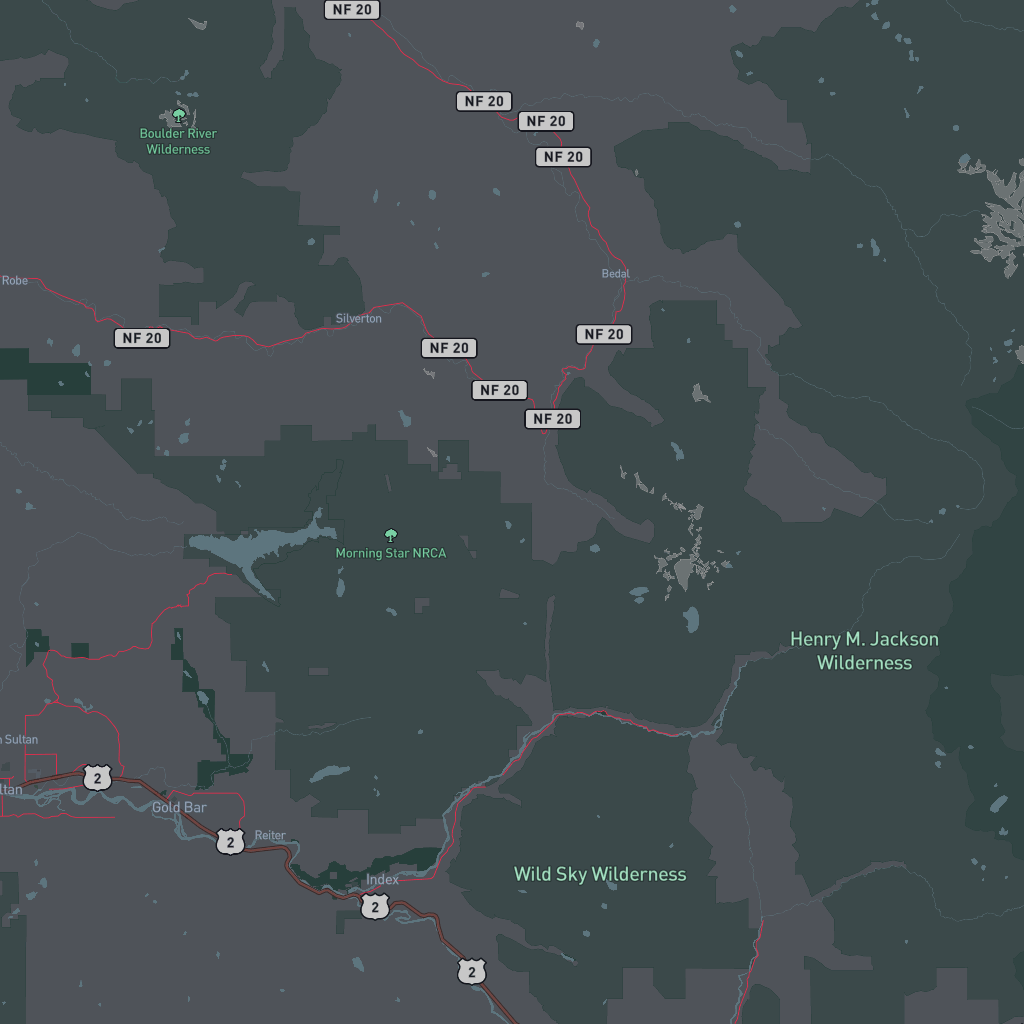 NF 20
NF 20
NF 20
NF 20
Boulder River
Wilderness
Bedal
Robe
Silverton
NF 20
NF 20
NF 20
NF 20
NF 20
Morning Star NRCA
Henry M. Jackson
Wilderness
n Sultan
2
ltan
Gold Bar
Reiter
2
Index
Wild Sky Wilderness
2
2